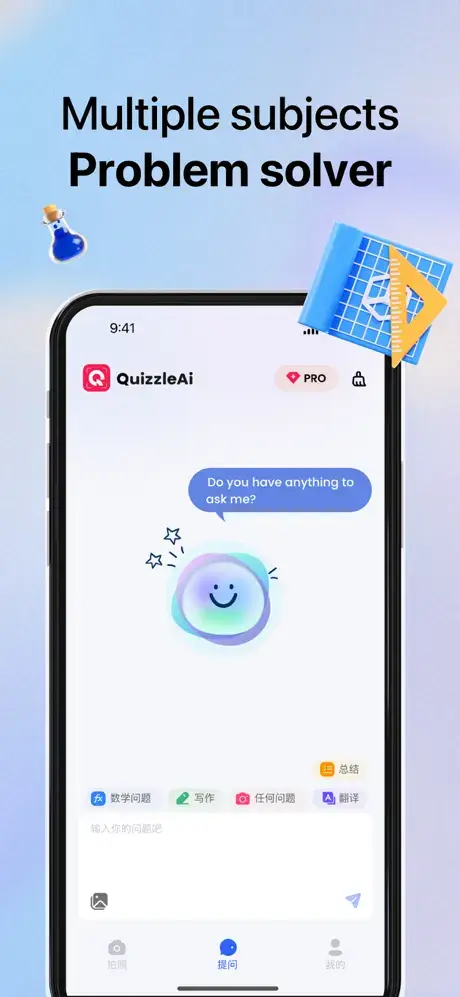 Multiple subjects
Problem solver
9:41
QuizzleAi
PRO
Do you have anything to
ask me?
总结
数学问题
写作
任何问题
翻译
输入你的问题吧
拍照
提问
我的